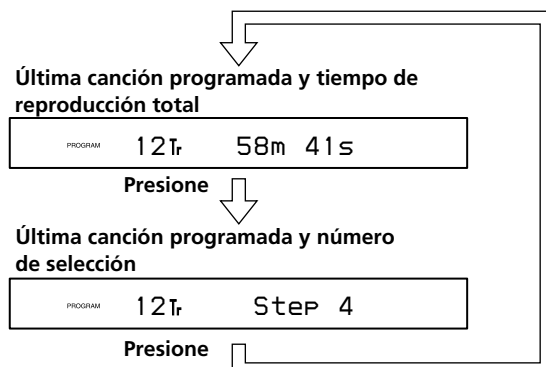 Última canción programada y tiempo de
reproducción total
PROGRAM 12Tr 58m 41s
Presione
Última canción programada y número
de selección
PROGRAM 12Tr Step 4
Presione